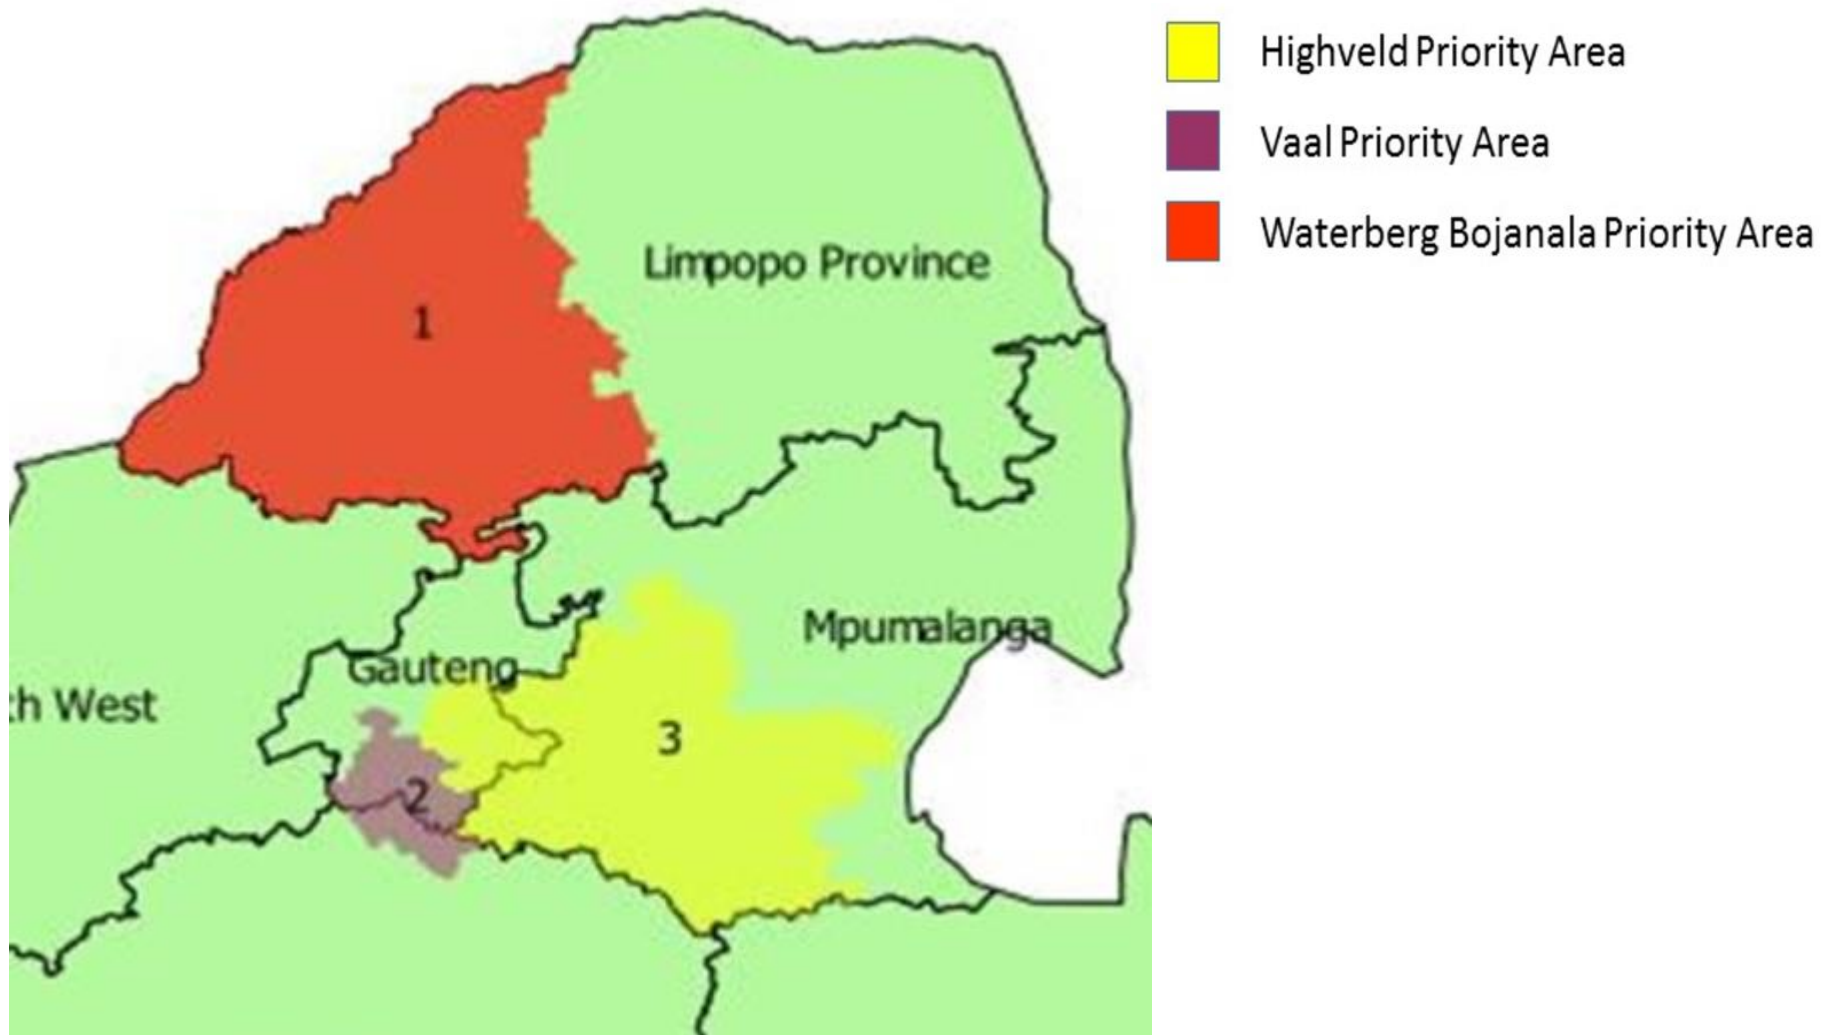 Highveld Priority Area
Vaal Priority Area
Waterberg Bojanala Priority Area
Limpopo Province
1
Mpumalanga
Gauteng
th West
3
2